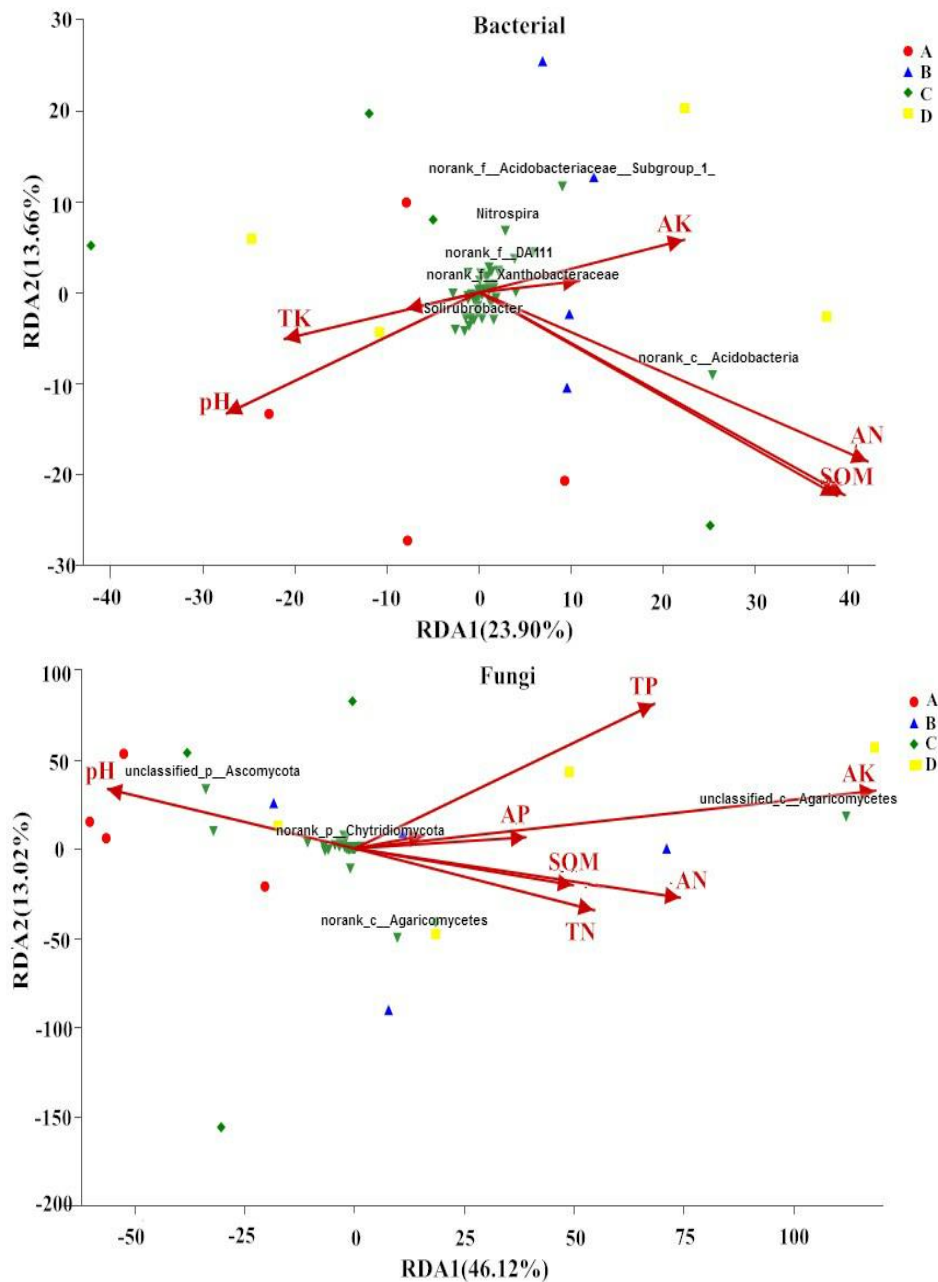 Bacterial
A
B
C
D
30
20
10
0
-10
-20
-30
RDA2(13.66%)
norank_f__Acidobacteriaceae__Subgroup_1_
Nitrospira
AK
norank_f__DA111
norank_f__Xanthobacteraceae
Solirubrobacter
TK
norank_c__Acidobacteria
pH
AN
SOM
-40
-30
-20
-10
0
10
20
30
40
RDA1(23.90%)
Fungi
A
B
C
D
100
50
0
-50
-100
-150
-200
RDA2(13.02%)
TP
pH
unclassified_p__Ascomycota
AK
unclassified_c__Agaricomycetes
AP
norank_p__Chytridiomycota
SOM
AN
TN
norank_c__Agaricomycetes
-50
-25
0
25
50
75
100
RDA1(46.12%)